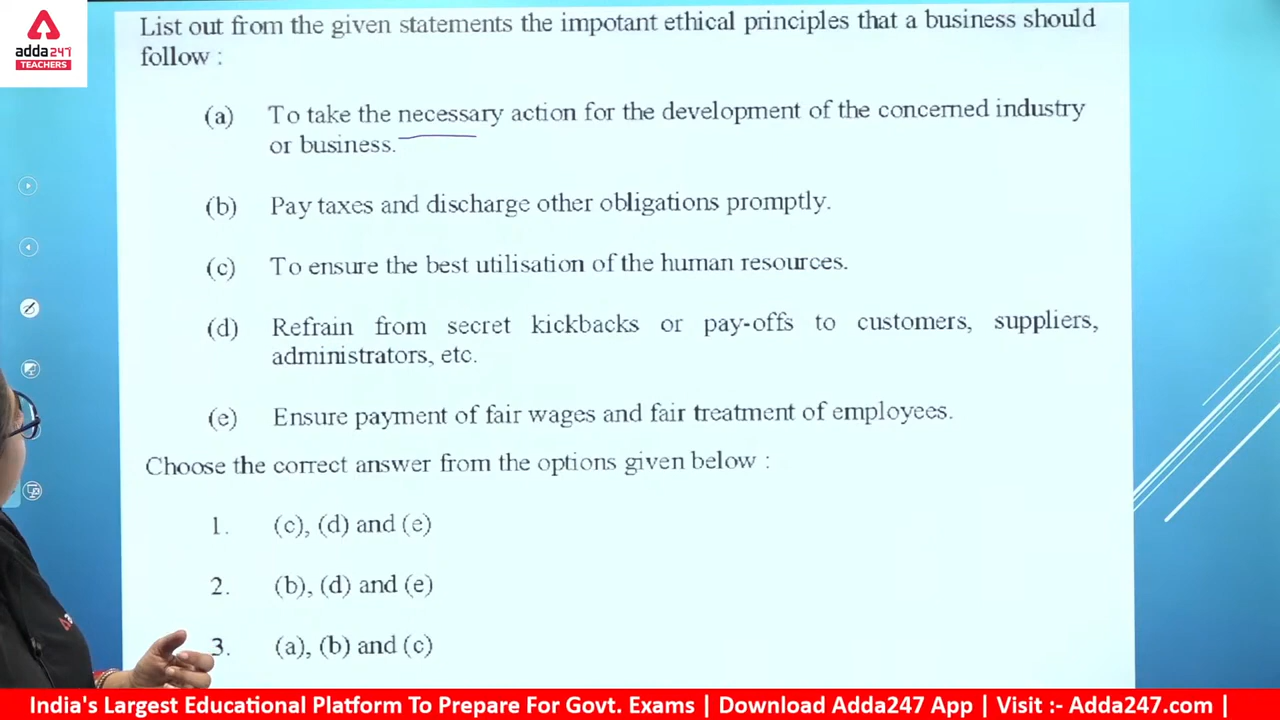 adda247
TEACHERS
List out from the given statements the impotant ethical principles that a business should
follow :
(a) To take the necessary action for the development of the concerned industry
or business.
(b) Pay taxes and discharge other obligations promptly.
(c) To ensure the best utilisation of the human resources.
(d) Refrain from secret kickbacks or pay-offs to customers, suppliers,
administrators, etc.
(e) Ensure payment of fair wages and fair treatment of employees.
Choose the correct answer from the options given below :
1. (c), (d) and (e)
2. (b), (d) and (e)
3. (a), (b) and (c)
India's Largest Educational Platform To Prepare For Govt. Exams | Download Adda247 App | Visit :- Adda247.com |